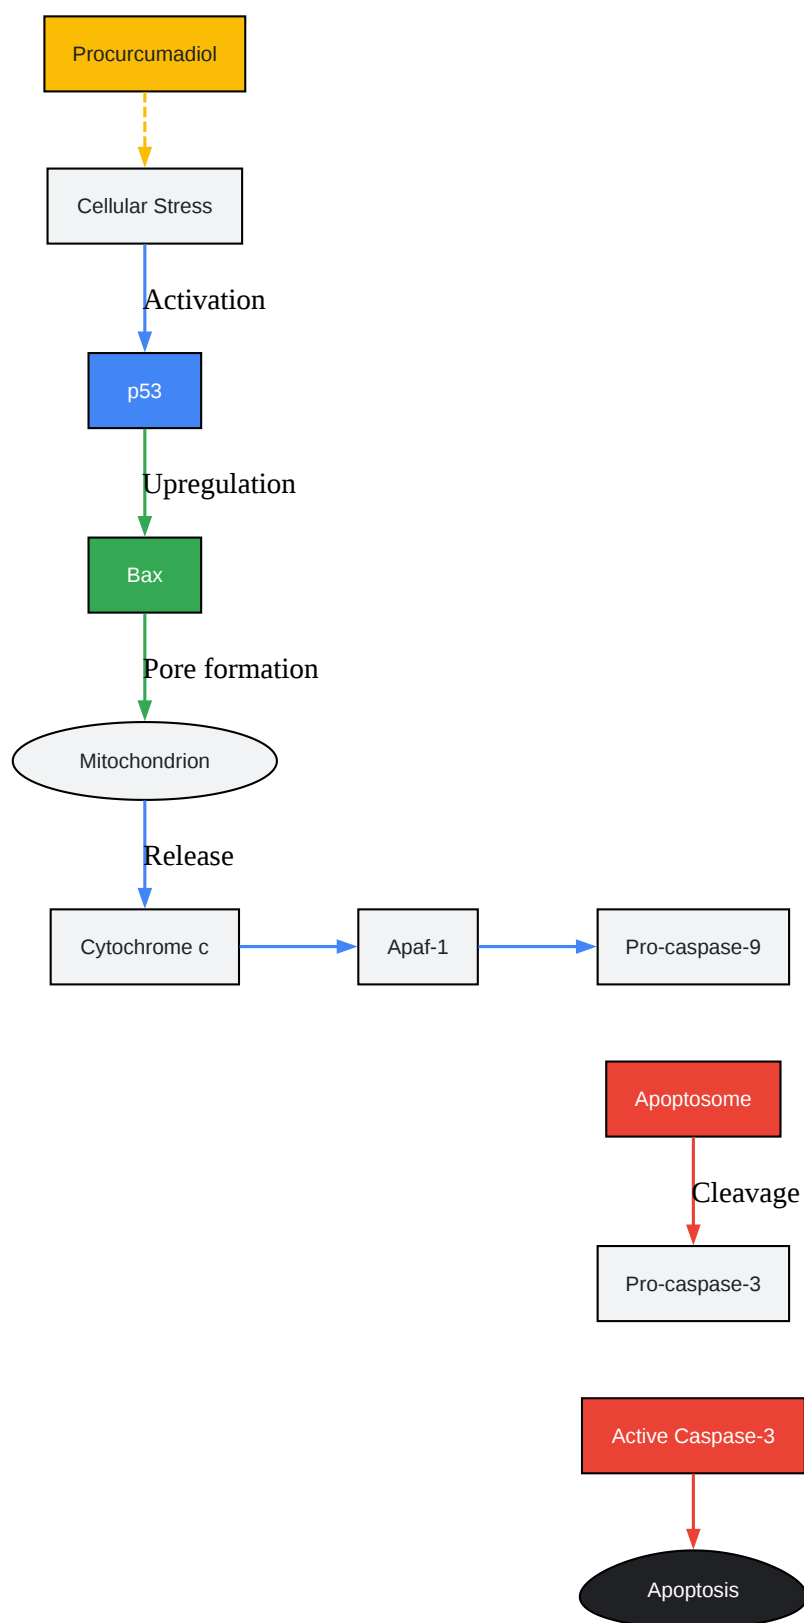 Procurcumadiol
Cellular Stress
Activation
p53
Upregulation
Bax
Pore formation
Mitochondrion
Release
Cytochrome c
Apaf-1
Pro-caspase-9
Apoptosome
Cleavage
Pro-caspase-3
Active Caspase-3
Apoptosis